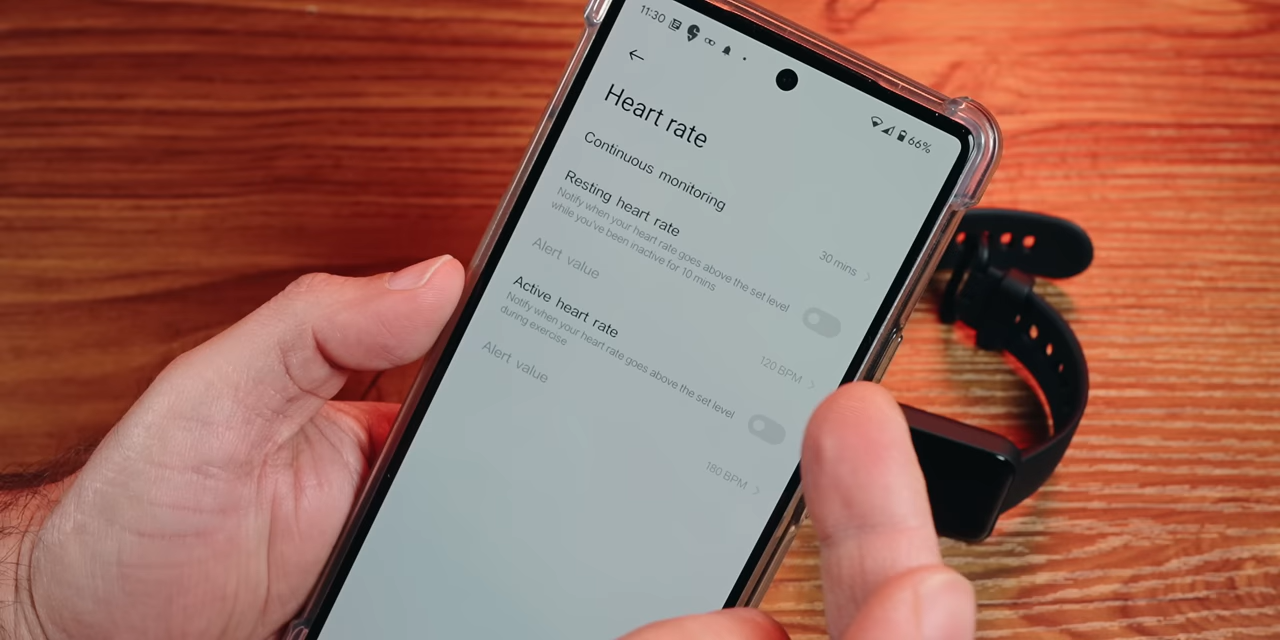 11:30
66%
Heart rate
Continuous monitoring
30 mins
Resting heart rate
Notify when your heart rate goes above the set level
while you've been inactive for 10 mins
Alert value
120 BPM
Active heart rate
Notify when your heart rate goes above the set level
during exercise
Alert value
180 BPM